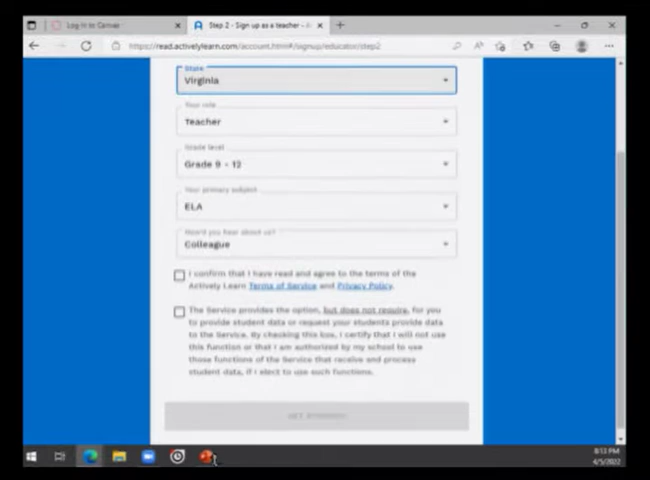 Log in to Canvas
Step 2 - Sign up as a teacher - A
https://read.activelylearn.com/account.html#/signup/educator/step2
State
Virginia
Your role
Teacher
Grade level
Grade 9 - 12
Your primary subject
ELA
you hear about us?
Colleague
I confirm that I have read and agree to the terms of the
Actively Learn Terms of Service and Privacy Policy.
The Service provides the option, but does not require, for you
to provide student data or request your students provide data
to the Service. By checking this box, I certify that I will not use
this function or that I am authorized by my school to use
those functions of the Service that receive and process
student data, if I elect to use such functions.
GET STARTED
8:13 PM
4/5/2022